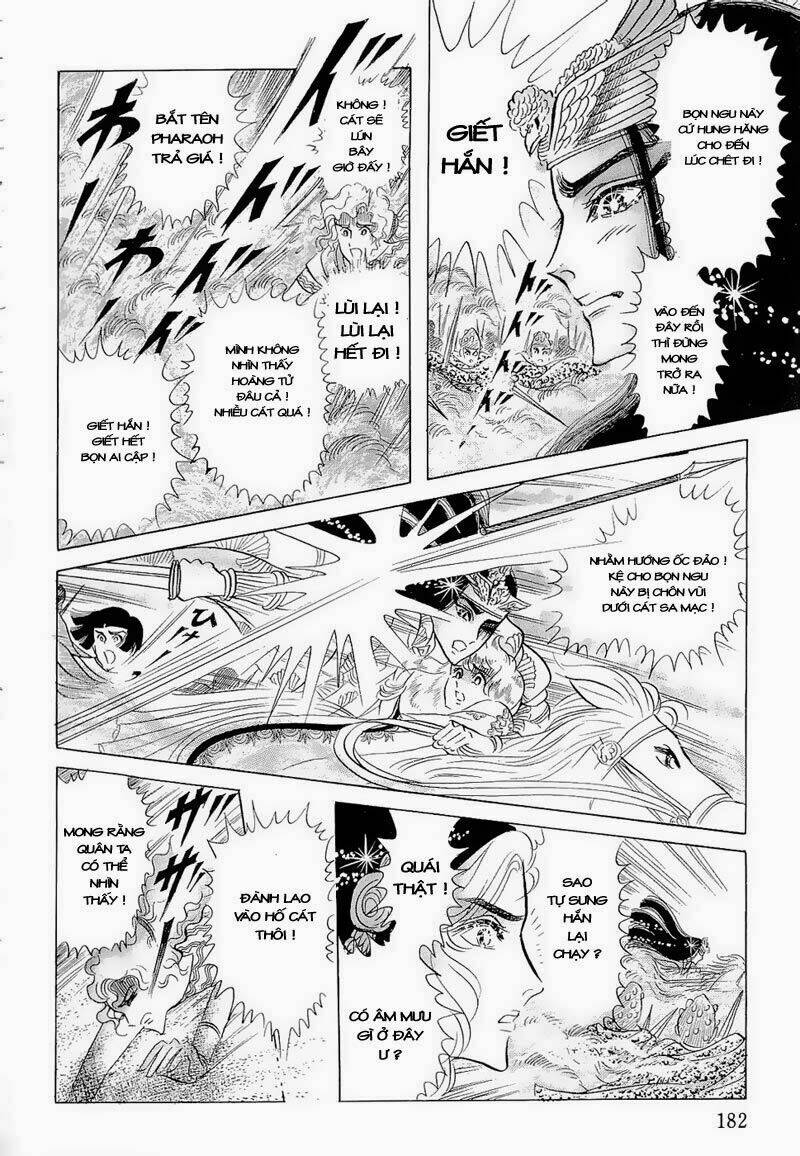 BỌN NGU NÀY
CỨ HUNG HĂNG
CHO ĐẾN
LÚC CHẾT ĐI !
GIẾT
HẮN !
VÀO ĐẾN
ĐÂY RỒI
THÌ ĐỪNG
MONG
TRỞ RA
NỮA !
KHÔNG !
CÁT SẼ
LÚN
BÂY
GIỜ ĐẤY !
BẮT TÊN
PHARAOH
TRẢ GIÁ !
LŨI LẠI !
LŨI LẠI
HẾT ĐI !
MÌNH KHÔNG
NHÌN THẤY
HOÀNG TỬ
ĐÂU CẢ !
NHIỀU CÁT QUÁ !
GIẾT HẮN !
GIẾT HẾT
BỌN AI CẬP !
NHẰM HƯỚNG ỐC ĐẢO !
KỆ CHO BỌN NGU
NÀY BỊ CHÔN VÙI
DƯỚI CÁT SA MẠC !
SAO
TỰ SƯNG
HẮN
LẠI
CHẠY ?
QUÁI
THẬT !
CÓ ÂM MƯU
GÌ Ở ĐÂY
Ư ?
ĐÀNH LAO
VÀO HỐ CÁT
THÔI !
MONG RẰNG
QUÂN TA
CÓ THỂ
NHÌN
THẤY !
182